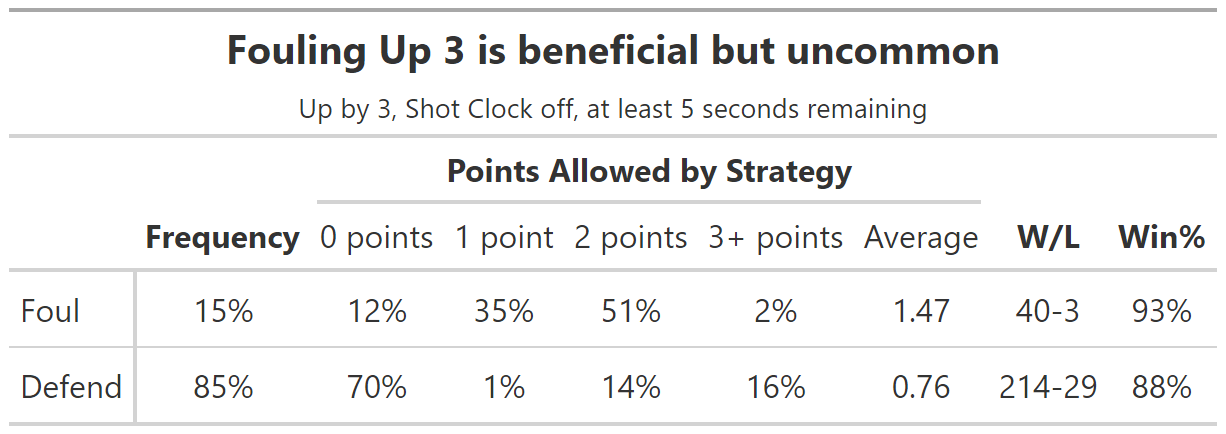 Fouling Up 3 is beneficial but uncommon
Up by 3, Shot Clock off, at least 5 seconds remaining
Points Allowed by Strategy
Frequency 0 points 1 point 2 points 3+ points Average W/L Win%
Foul 15% 12% 35% 51% 2% 1.47 40-3 93%
Defend 85% 70% 1% 14% 16% 0.76 214-29 88%